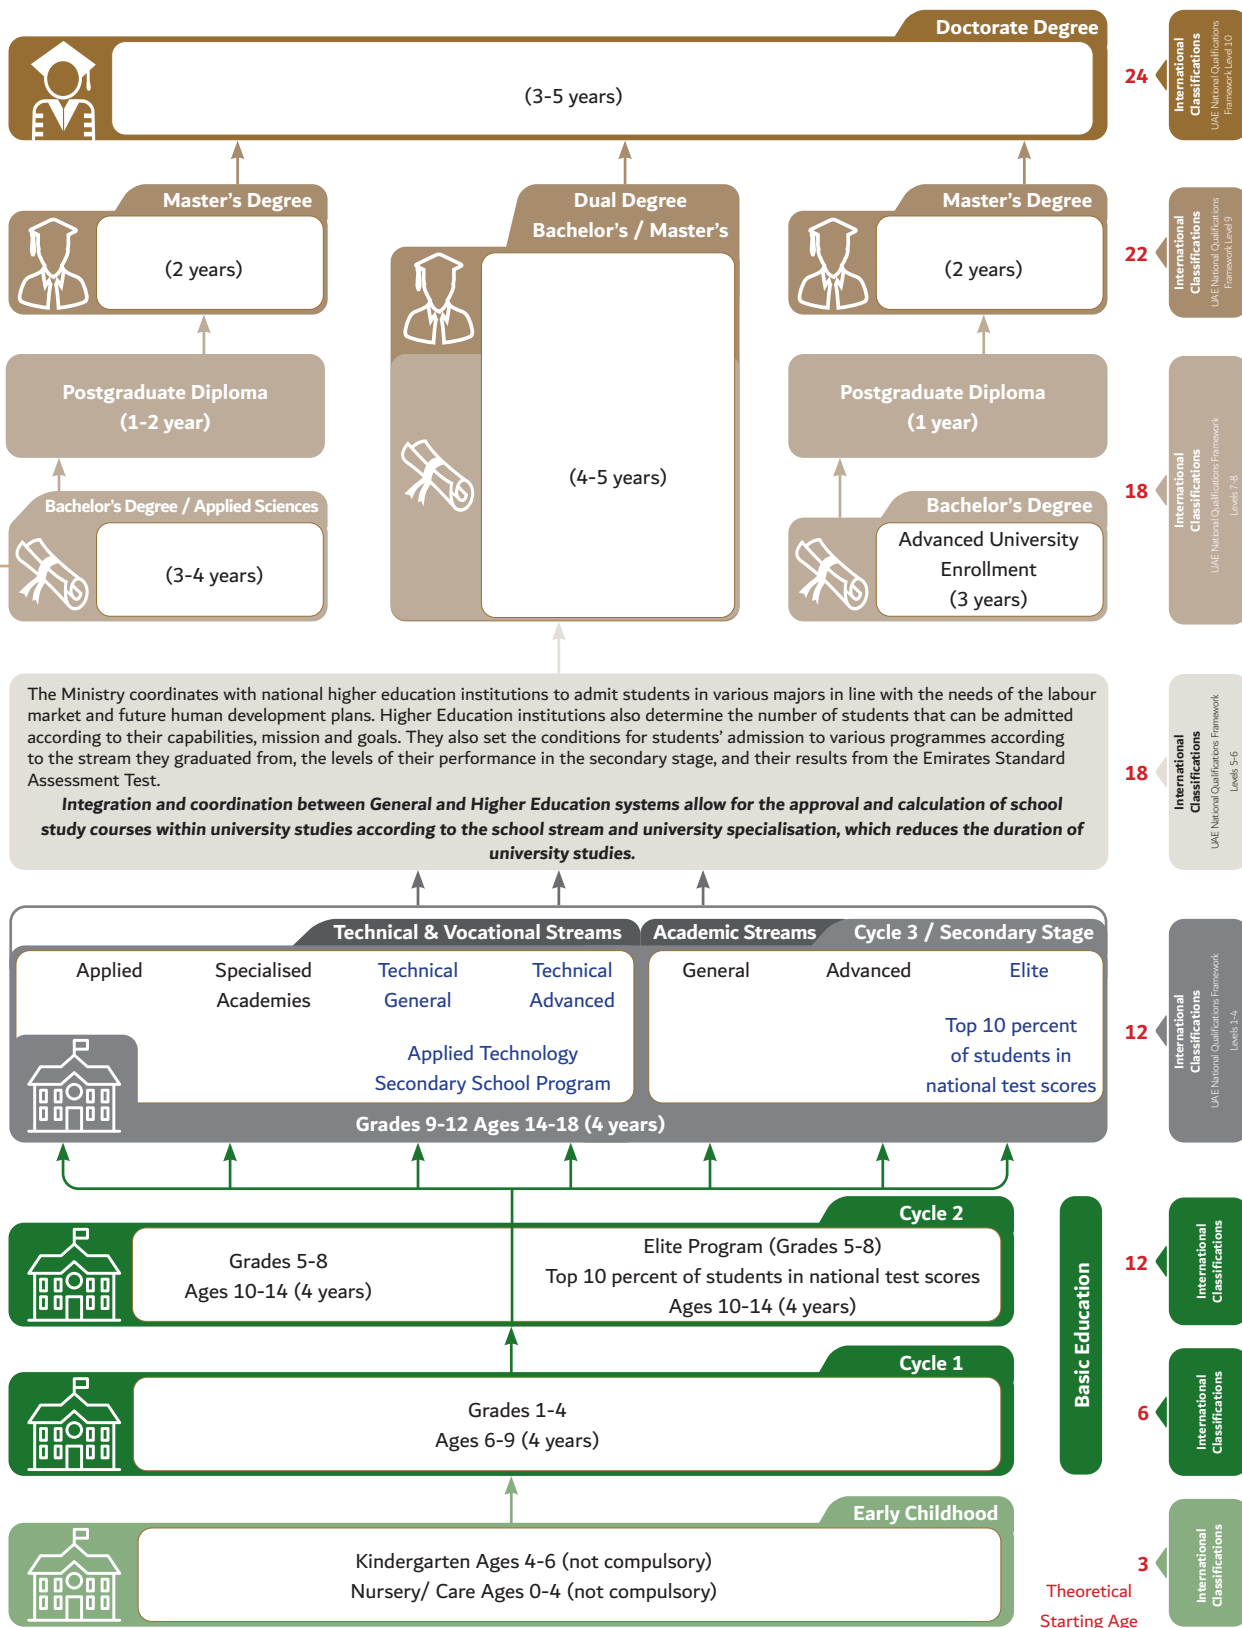 Doctorate Degree
(3-5 years)
24
International
Classifications
UAE National Qualifications
Framework Level 10
Master's Degree
(2 years)
Dual Degree
Bachelor's / Master's
(4-5 years)
Master's Degree
(2 years)
22
International
Classifications
UAE National Qualifications
Framework Level 9
Postgraduate Diploma
(1-2 year)
Postgraduate Diploma
(1 year)
Bachelor's Degree / Applied Sciences
(3-4 years)
Bachelor's Degree
Advanced University
Enrollment
(3 years)
18
International
Classifications
UAE National Qualifications Framework
Levels 7-8
The Ministry coordinates with national higher education institutions to admit students in various majors in line with the needs of the labour
market and future human development plans. Higher Education institutions also determine the number of students that can be admitted
according to their capabilities, mission and goals. They also set the conditions for students' admission to various programmes according
to the stream they graduated from, the levels of their performance in the secondary stage, and their results from the Emirates Standard
Assessment Test.
Integration and coordination between General and Higher Education systems allow for the approval and calculation of school
study courses within university studies according to the school stream and university specialisation, which reduces the duration of
university studies.
18
International
Classifications
UAE National Qualifications Framework
Levels 5-6
Technical & Vocational Streams
Academic Streams
Cycle 3 / Secondary Stage
Applied
Specialised
Academies
Technical
General
Technical
Advanced
Applied Technology
Secondary School Program
General
Advanced
Elite
Top 10 percent
of students in
national test scores
Grades 9-12 Ages 14-18 (4 years)
12
International
Classifications
UAE National Qualifications Framework
Levels 1-4
Cycle 2
Grades 5-8
Ages 10-14 (4 years)
Elite Program (Grades 5-8)
Top 10 percent of students in national test scores
Ages 10-14 (4 years)
12
International
Classifications
Basic Education
Cycle 1
Grades 1-4
Ages 6-9 (4 years)
6
International
Classifications
Early Childhood
Kindergarten Ages 4-6 (not compulsory)
Nursery/ Care Ages 0-4 (not compulsory)
3
Theoretical
Starting Age
International
Classifications